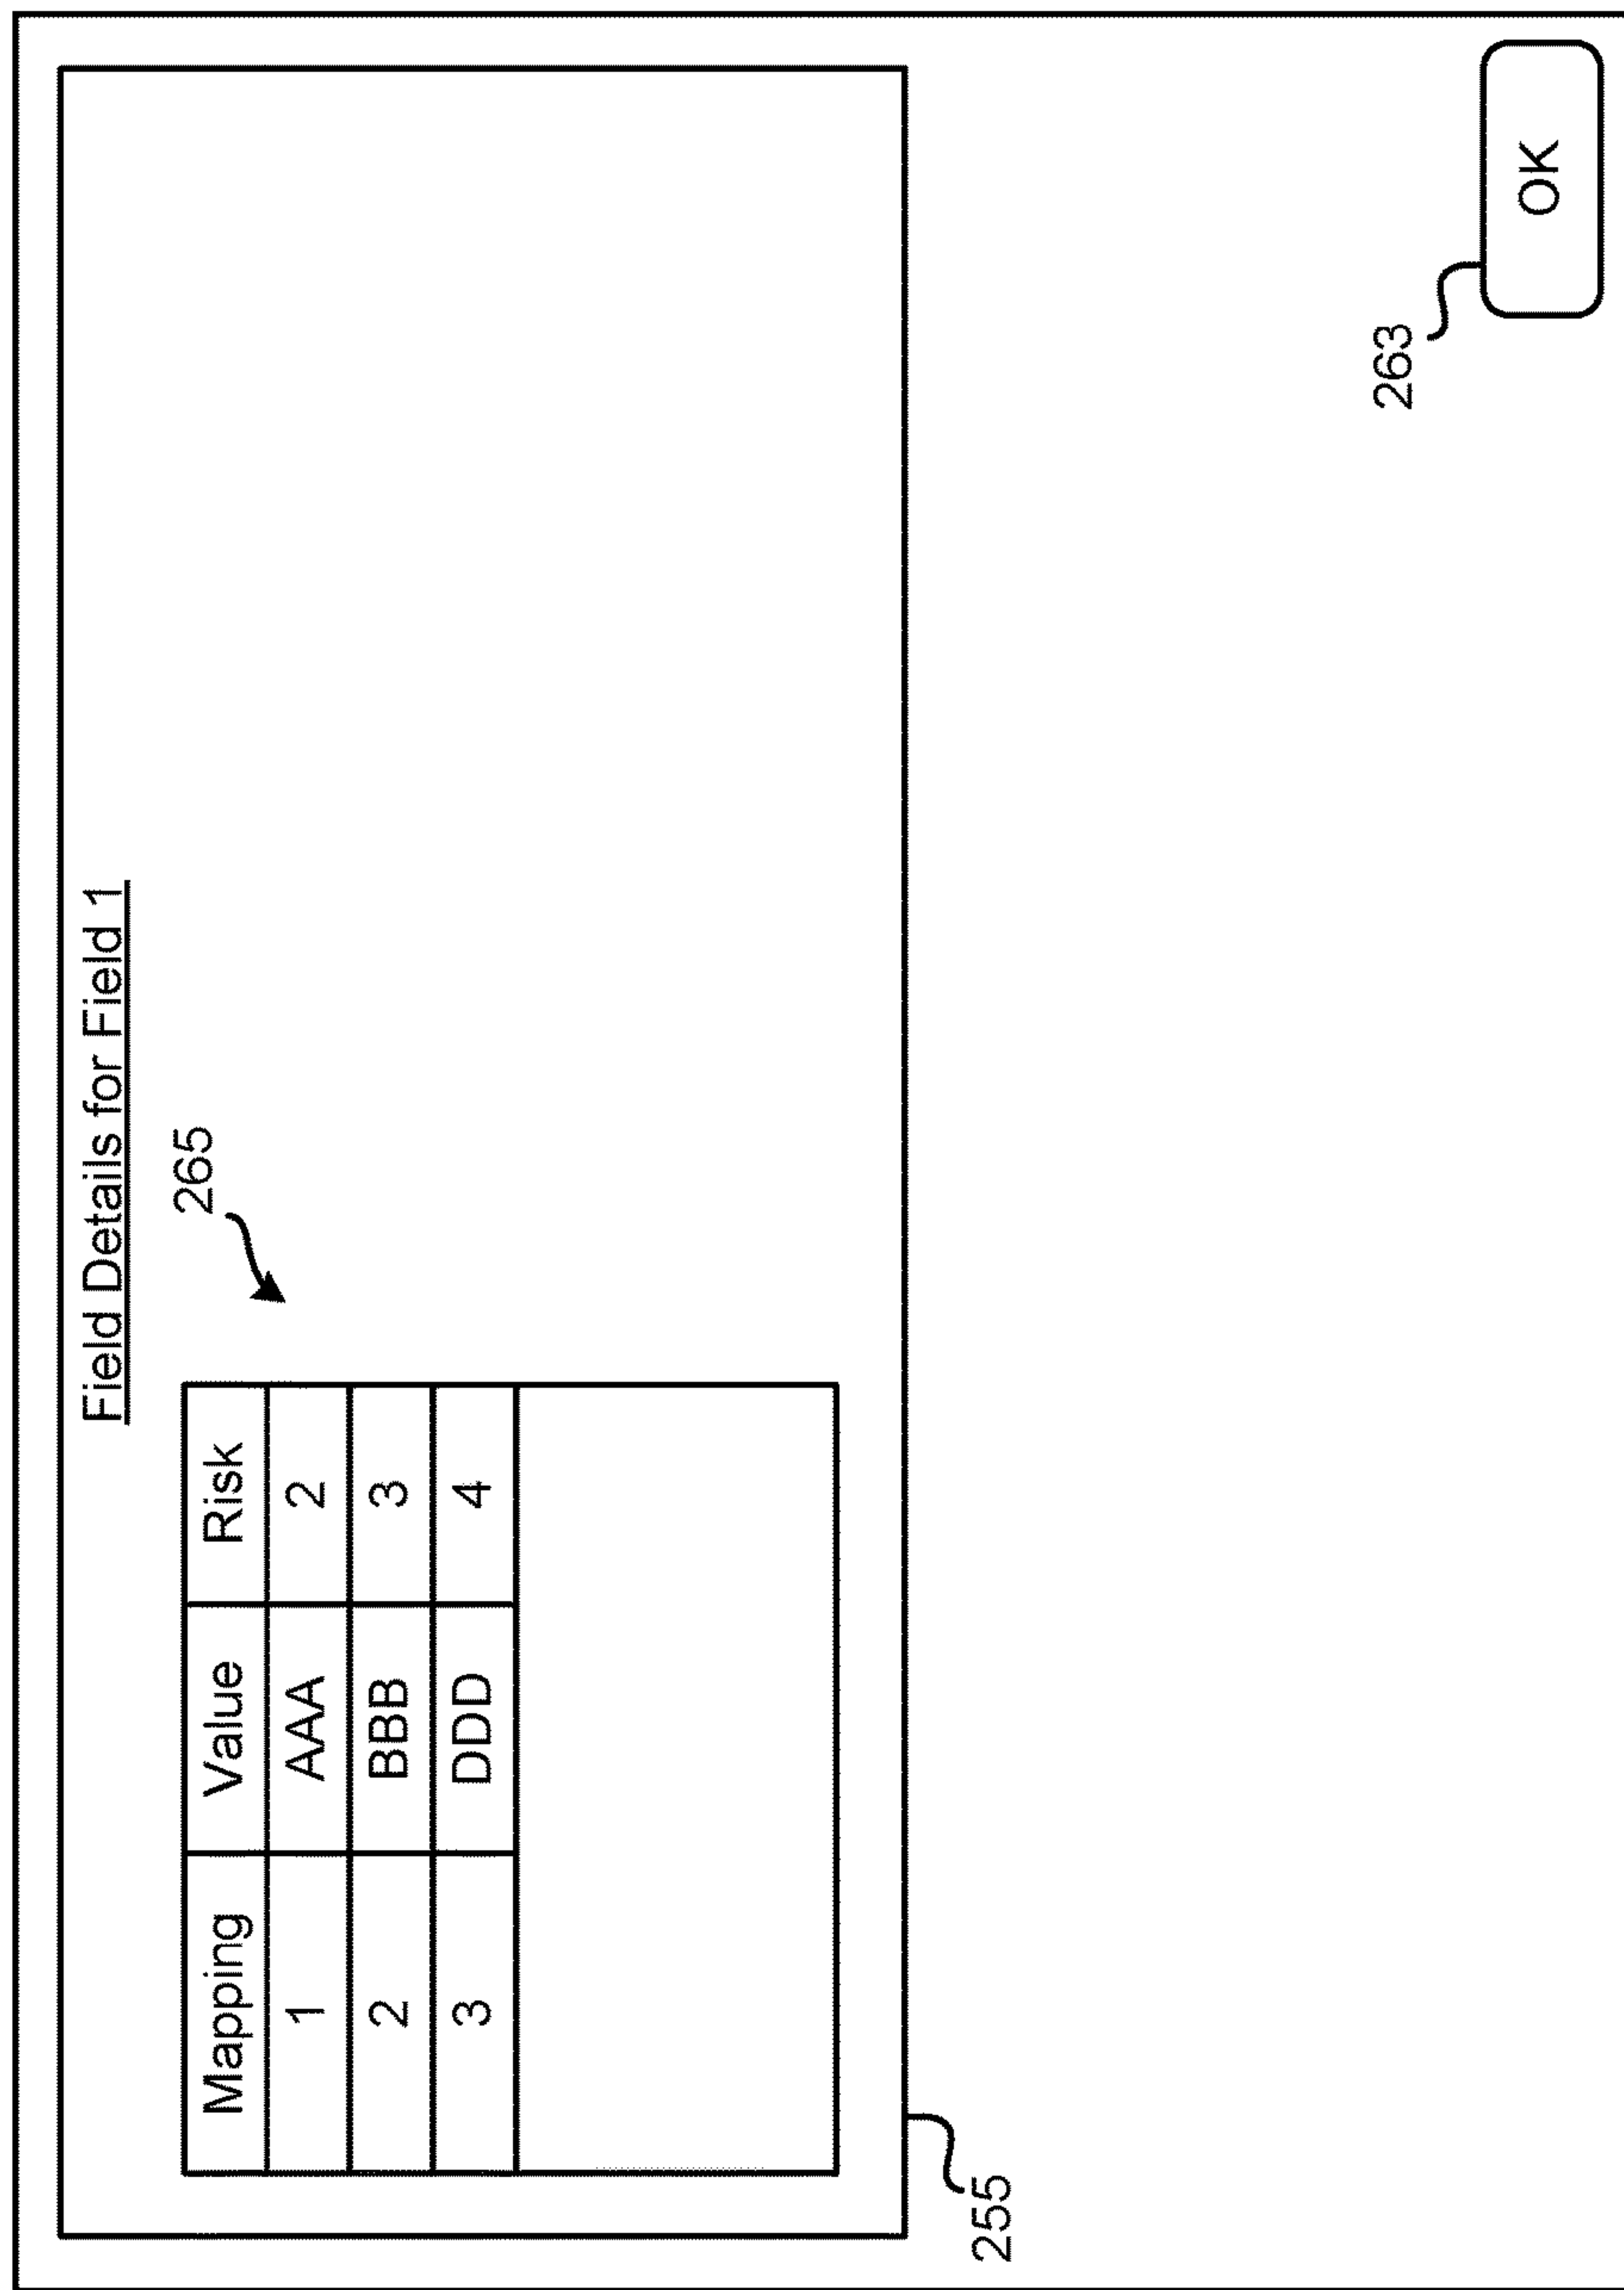 Field Details for Field 1
265
Mapping Value Risk
1 AAA 2
2 BBB 3
3 DDD 4
255
263
OK